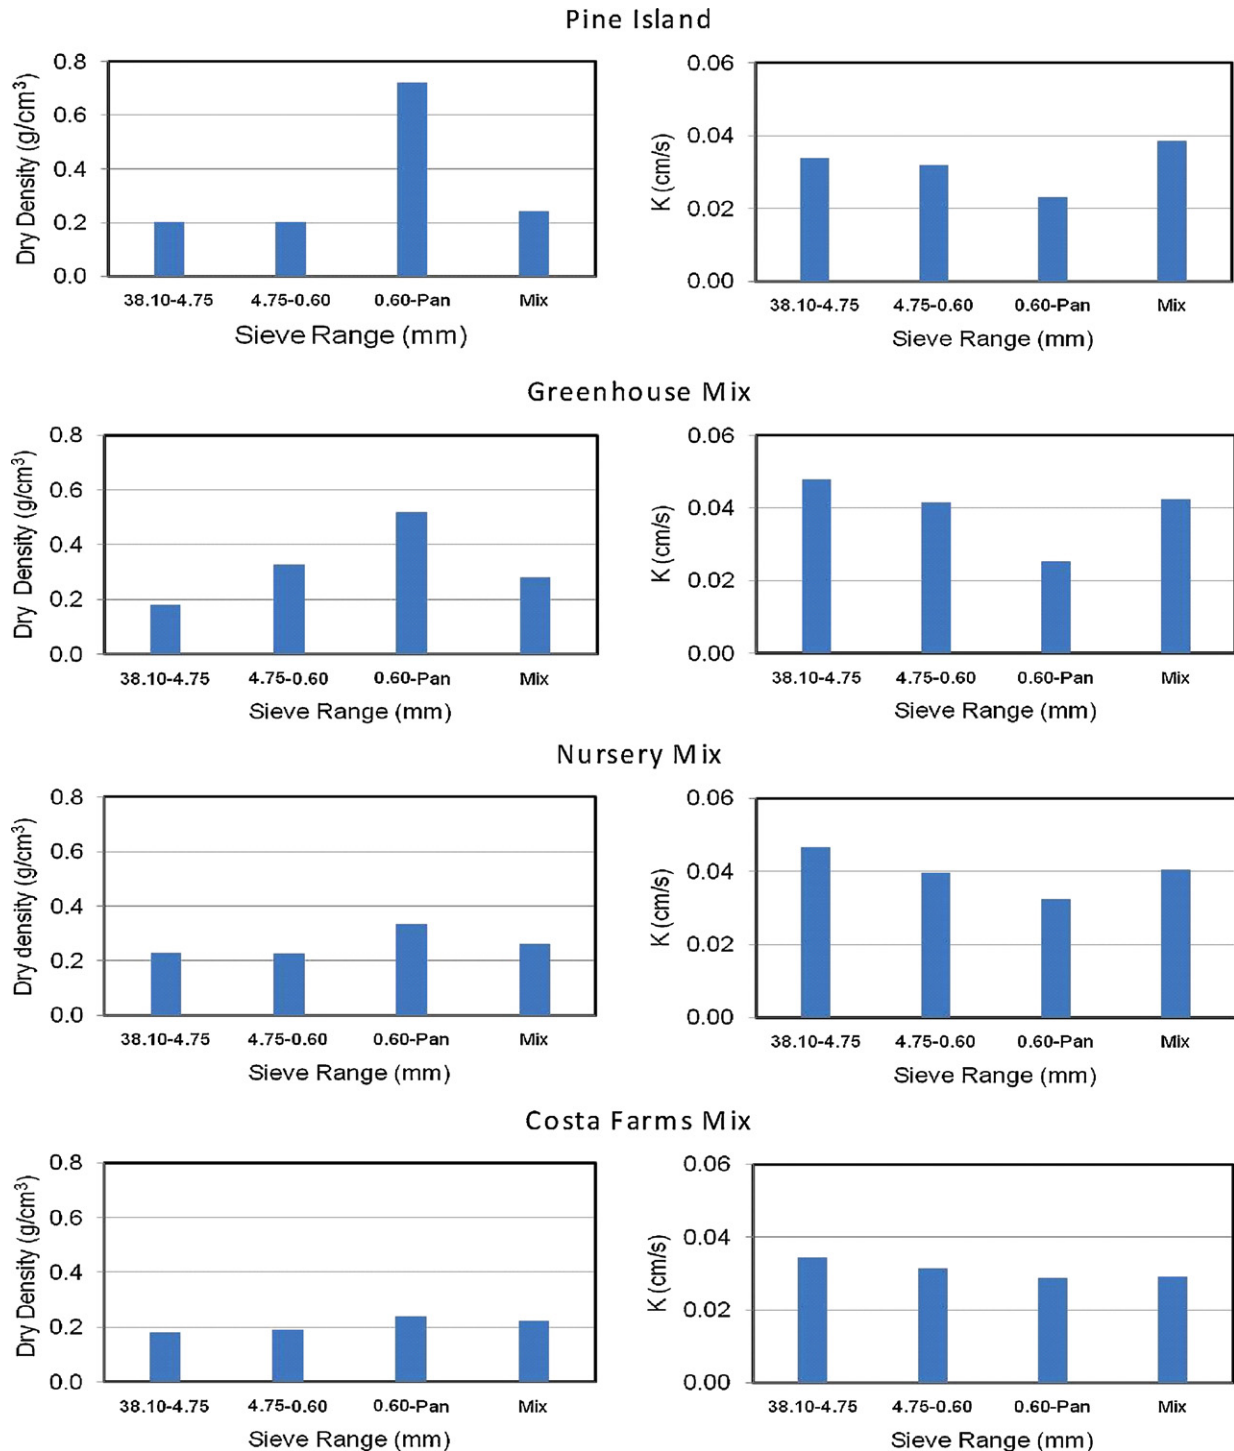 Pine Island
Dry Density (g/cm³)
0.8
0.6
0.4
0.2
0.0
38.10-4.75 4.75-0.60 0.60-Pan Mix
Sieve Range (mm)
K (cm/s)
0.06
0.04
0.02
0.00
38.10-4.75 4.75-0.60 0.60-Pan Mix
Sieve Range (mm)
Greenhouse Mix
Dry Density (g/cm³)
0.8
0.6
0.4
0.2
0.0
38.10-4.75 4.75-0.60 0.60-Pan Mix
Sieve Range (mm)
K (cm/s)
0.06
0.04
0.02
0.00
38.10-4.75 4.75-0.60 0.60-Pan Mix
Sieve Range (mm)
Nursery Mix
Dry density (g/cm³)
0.8
0.6
0.4
0.2
0.0
38.10-4.75 4.75-0.60 0.60-Pan Mix
Sieve Range (mm)
K (cm/s)
0.06
0.04
0.02
0.00
38.10-4.75 4.75-0.60 0.60-Pan Mix
Sieve Range (mm)
Costa Farms Mix
Dry Density (g/cm³)
0.8
0.6
0.4
0.2
0.0
38.10-4.75 4.75-0.60 0.60-Pan Mix
Sieve Range (mm)
K (cm/s)
0.06
0.04
0.02
0.00
38.10-4.75 4.75-0.60 0.60-Pan Mix
Sieve Range (mm)